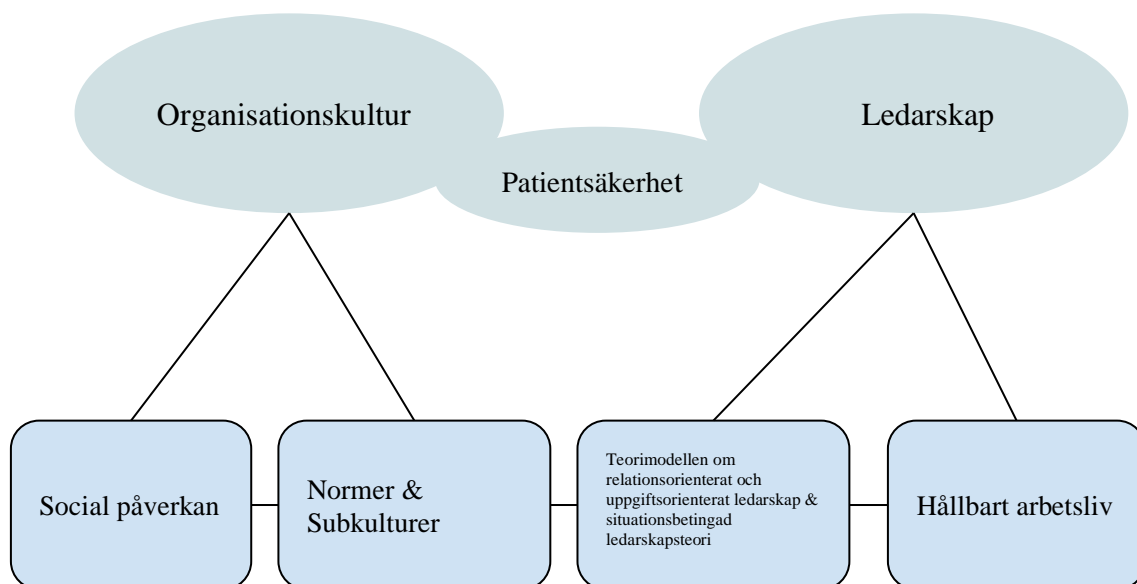 Organisationskultur
Ledarskap
Patientsäkerhet
Social påverkan
Normer &
Subkulturer
Teorimodellen om
relationsorienterat och
uppgiftsorienterat ledarskap &
situationsbetingad
ledarskapsteori
Hållbart arbetsliv